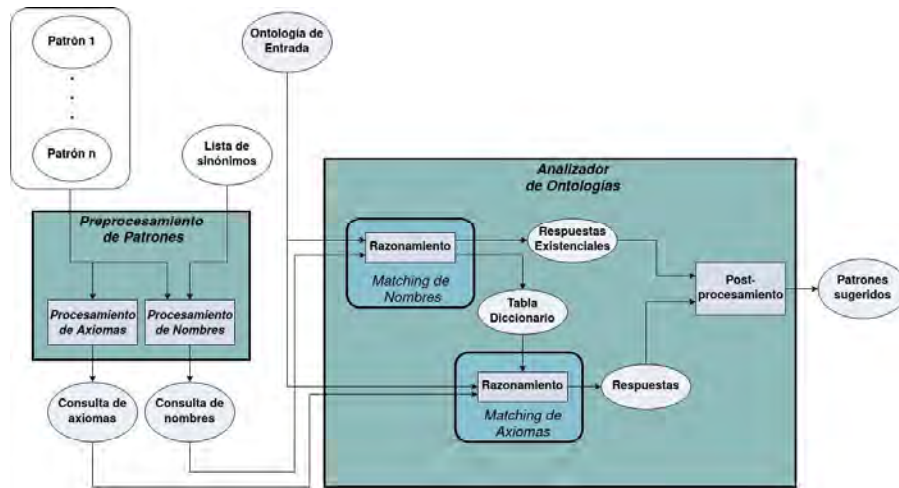 Patrón 1
Patrón n
Lista de
sinónimos
Ontología de
Entrada
Preprocesamiento
de Patrones
Procesamiento
de Axiomas
Procesamiento
de Nombres
Consulta de
axiomas
Consulta de
nombres
Analizador
de Ontologías
Razonamiento
Matching de
Nombres
Respuestas
Existenciales
Tabla
Diccionario
Razonamiento
Matching de
Axiomas
Respuestas
Post-
procesamiento
Patrones
sugeridos